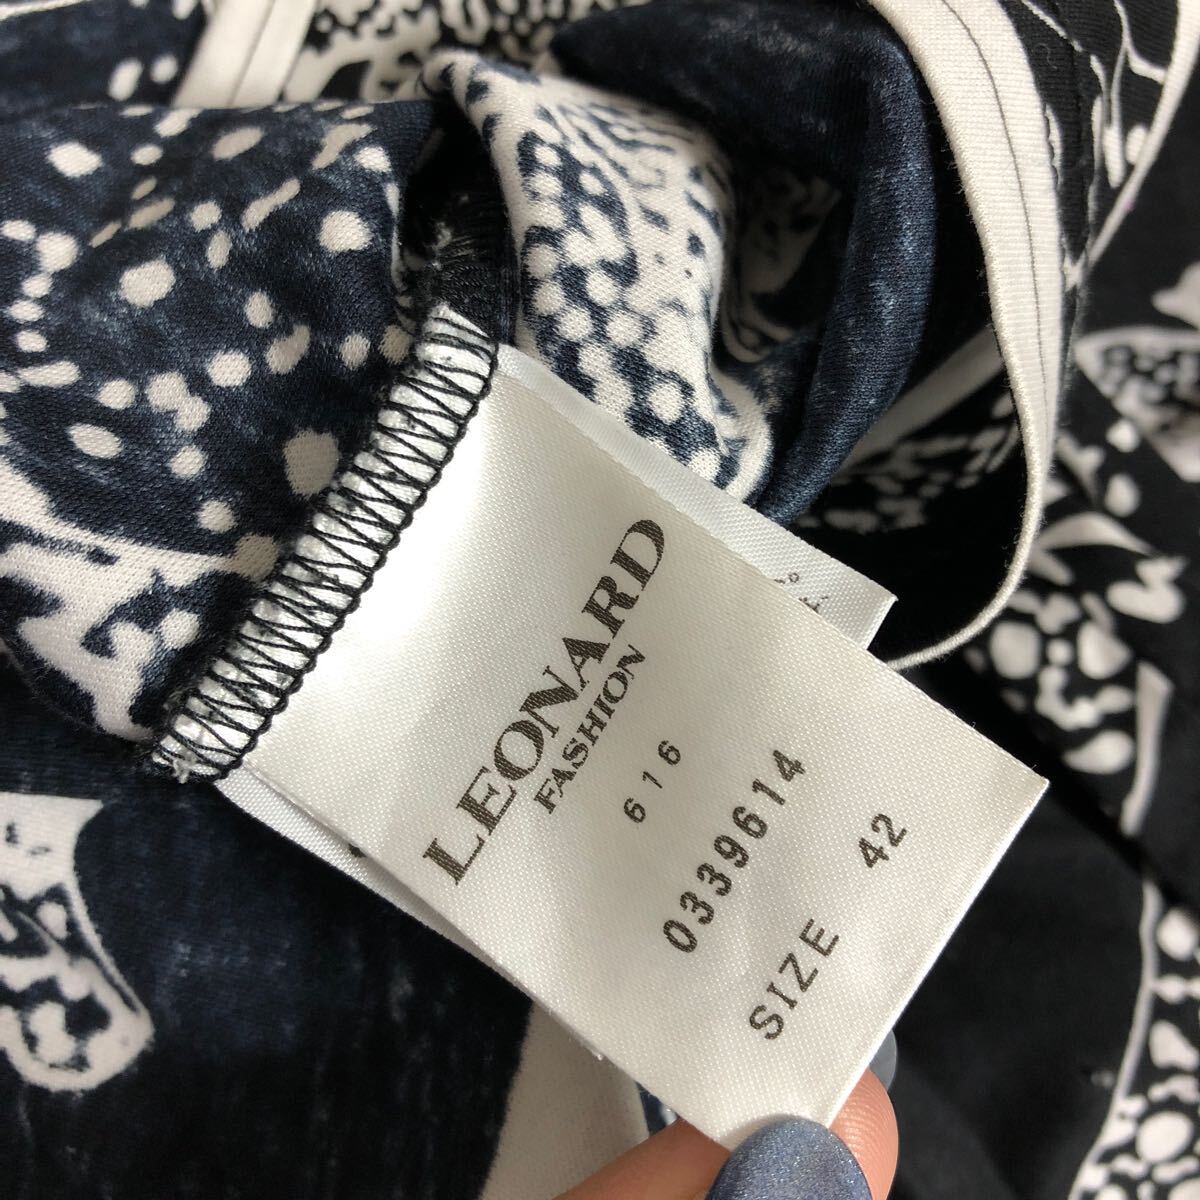 LEONARD
FASHION
616
0339614
SIZE 42